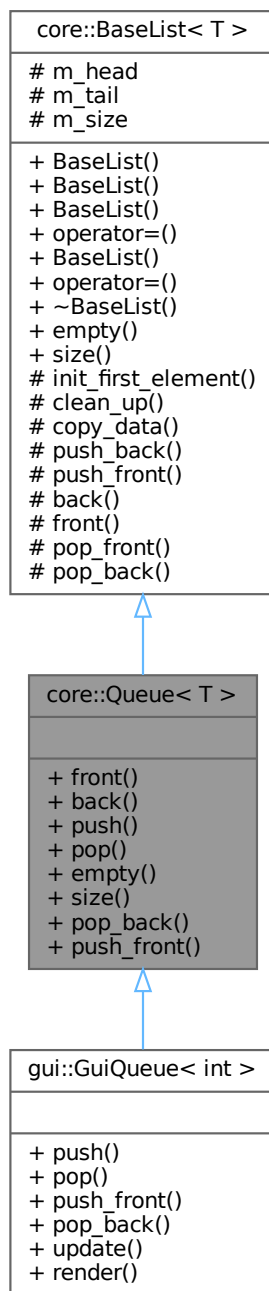 core::BaseList< T >
# m_head
# m_tail
# m_size
+ BaseList()
+ BaseList()
+ BaseList()
+ operator=()
+ BaseList()
+ operator=()
+ ~BaseList()
+ empty()
+ size()
# init_first_element()
# clean_up()
# copy_data()
# push_back()
# push_front()
# back()
# front()
# pop_front()
# pop_back()
core::Queue< T >
+ front()
+ back()
+ push()
+ pop()
+ empty()
+ size()
+ pop_back()
+ push_front()
gui::GuiQueue< int >
+ push()
+ pop()
+ push_front()
+ pop_back()
+ update()
+ render()